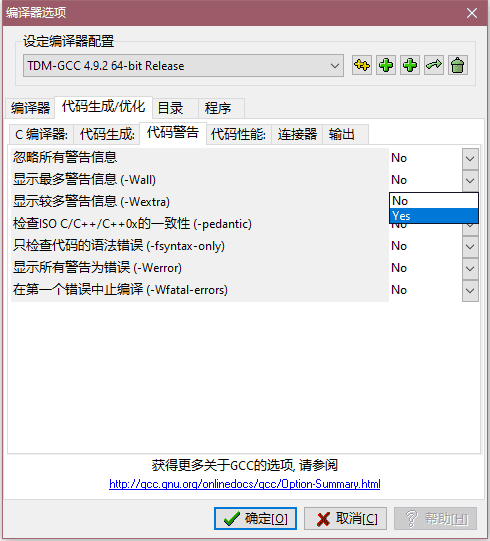 编译器选项
设定编译器配置
TDM-GCC 4.9.2 64-bit Release
编译器 代码生成/优化 目录 程序
C 编译器: 代码生成: 代码警告 代码性能: 连接器 输出
忽略所有警告信息 No
显示最多警告信息 (-Wall) No
显示较多警告信息 (-Wextra) No
Yes
检查ISO C/C++/C++0x的一致性 (-pedantic) No
只检查代码的语法错误 (-fsyntax-only) No
显示所有警告为错误 (-Werror) No
在第一个错误中止编译 (-Wfatal-errors) No
获得更多关于GCC的选项, 请参阅
http://gcc.gnu.org/onlinedocs/gcc/Option-Summary.html
确定[O] 取消[C] 帮助[H]